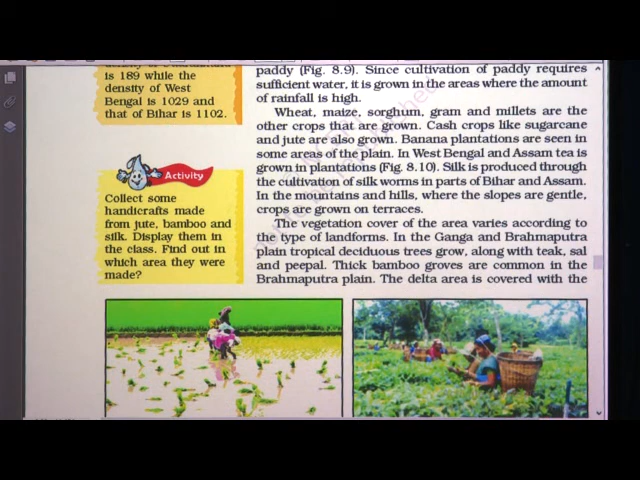 is 189 while the
density of West
Bengal is 1029 and
that of Bihar is 1102.
Activity
Collect some
handicrafts made
from jute, bamboo and
silk. Display them in
the class. Find out in
which area they were
made?
paddy (Fig. 8.9). Since cultivation of paddy requires
sufficient water, it is grown in the areas where the amount
of rainfall is high.
Wheat, maize, sorghum, gram and millets are the
other crops that are grown. Cash crops like sugarcane
and jute are also grown. Banana plantations are seen in
some areas of the plain. In West Bengal and Assam tea is
grown in plantations (Fig. 8.10). Silk is produced through
the cultivation of silk worms in parts of Bihar and Assam.
In the mountains and hills, where the slopes are gentle,
crops are grown on terraces.
The vegetation cover of the area varies according to
the type of landforms. In the Ganga and Brahmaputra
plain tropical deciduous trees grow, along with teak, sal
and peepal. Thick bamboo groves are common in the
Brahmaputra plain. The delta area is covered with the